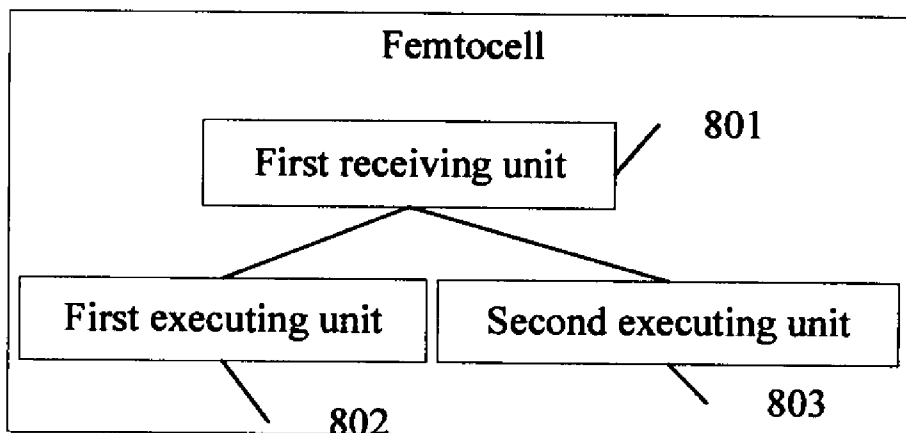 Femtocell
801
First receiving unit
First executing unit
Second executing unit
802
803